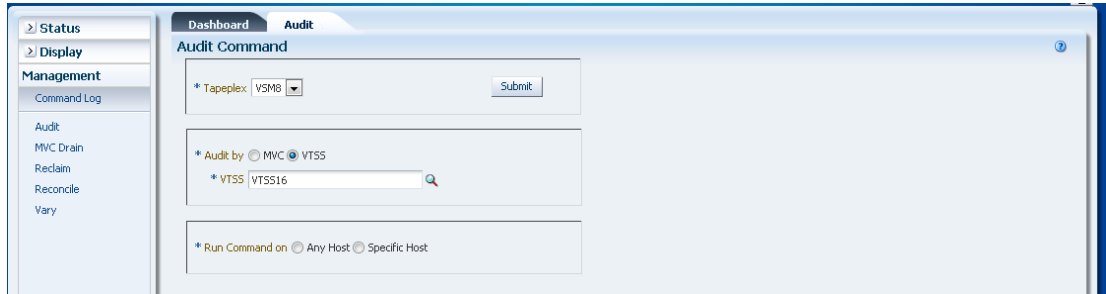 Status
Display
Management
Command Log
Audit
MVC Drain
Reclaim
Reconcile
Vary
Dashboard Audit
Audit Command
* Tapeplex VSM8 Submit
* Audit by MVC VTSS
* VTSS VTSS16
* Run Command on Any Host Specific Host